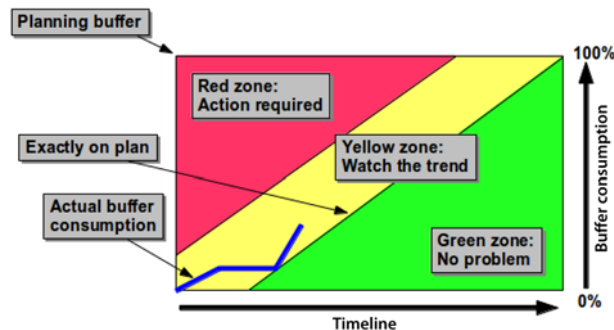 Planning buffer
100%
Red zone:
Action required
Exactly on plan
Yellow zone:
Watch the trend
Actual buffer
consumption
Green zone:
No problem
Buffer consumption
0%
Timeline